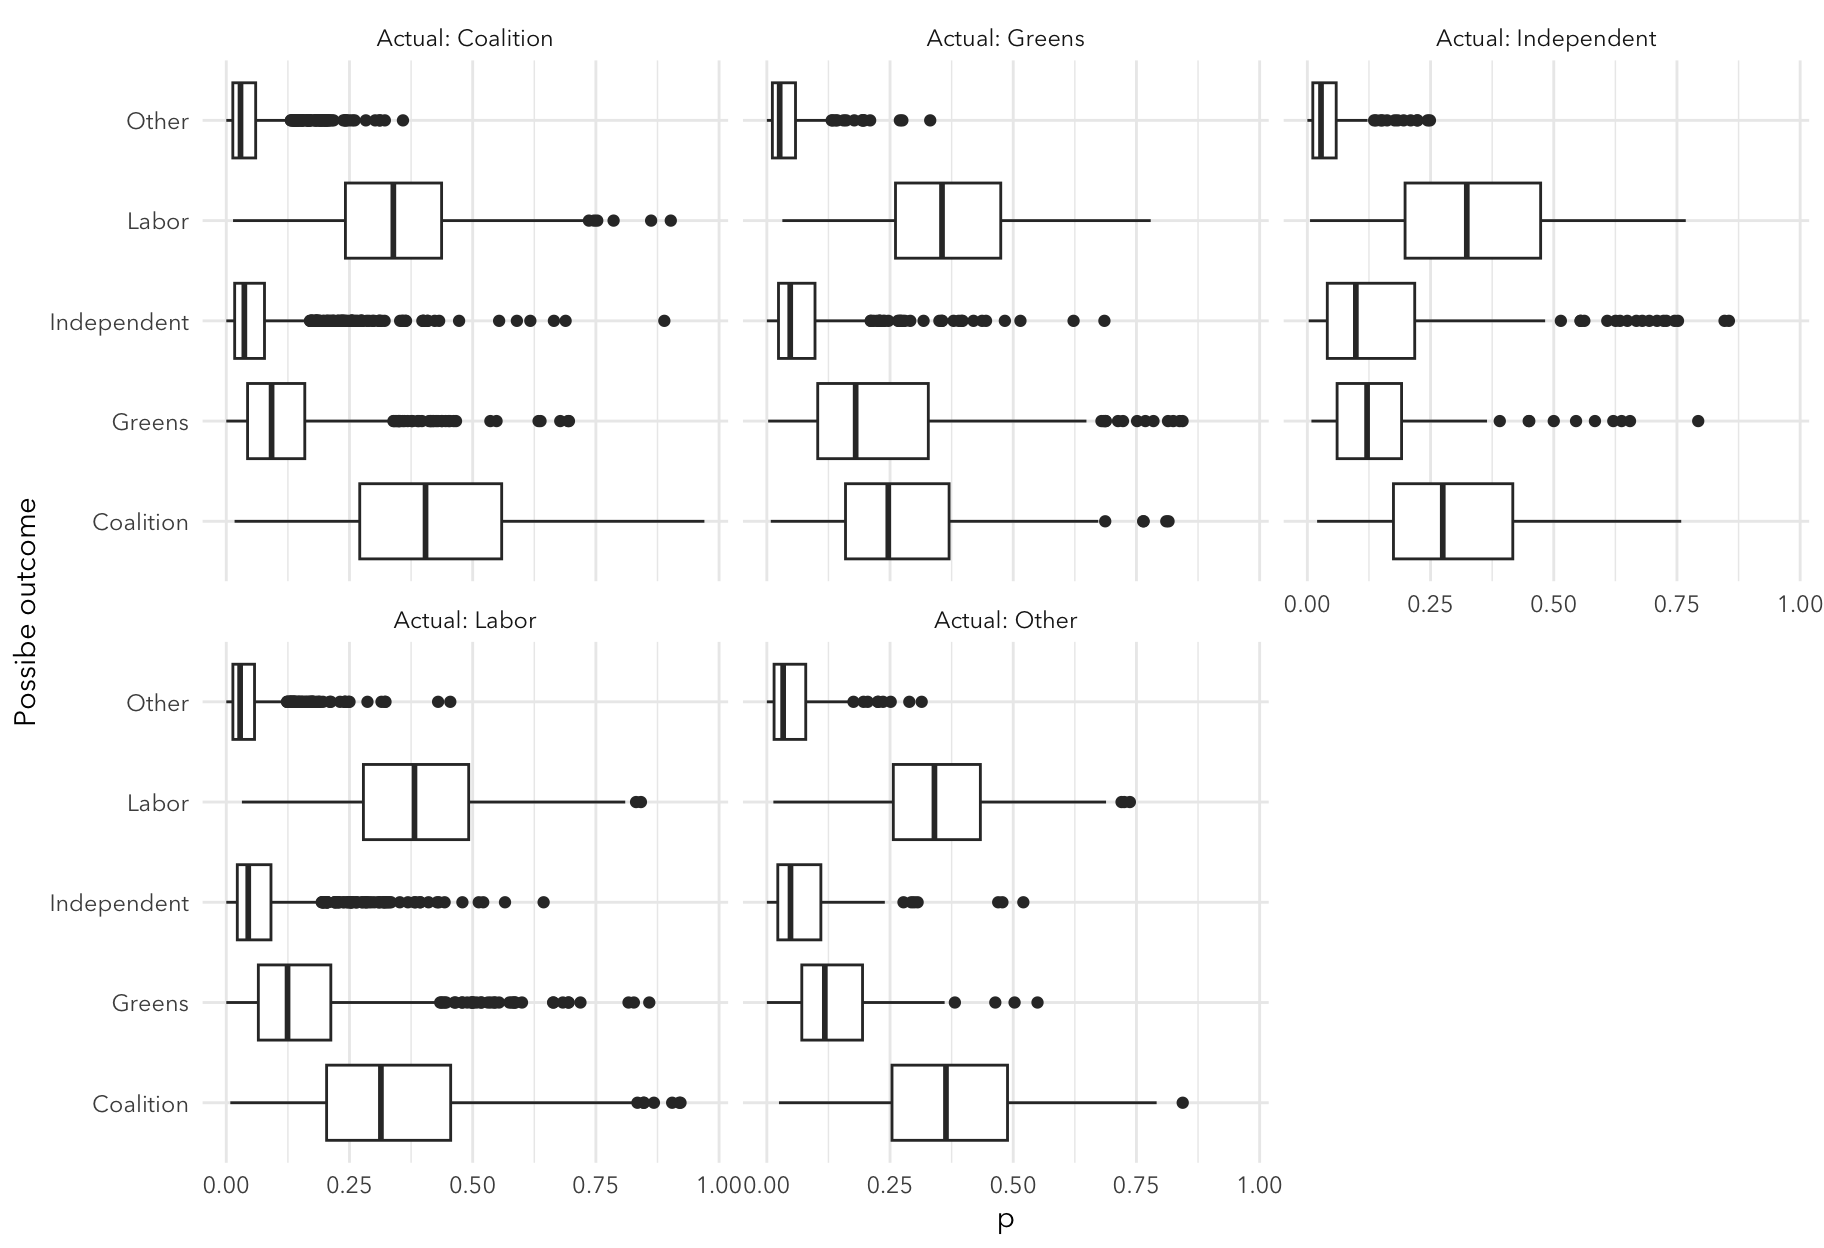 Actual: Coalition
Actual: Greens
Actual: Independent
Other
Labor
Independent
Greens
Coalition
0.00 0.25 0.50 0.75 1.00
Possibe outcome
Actual: Labor
Actual: Other
Other
Labor
Independent
Greens
Coalition
0.00 0.25 0.50 0.75 1.00
0.00 0.25 0.50 0.75 1.00
p